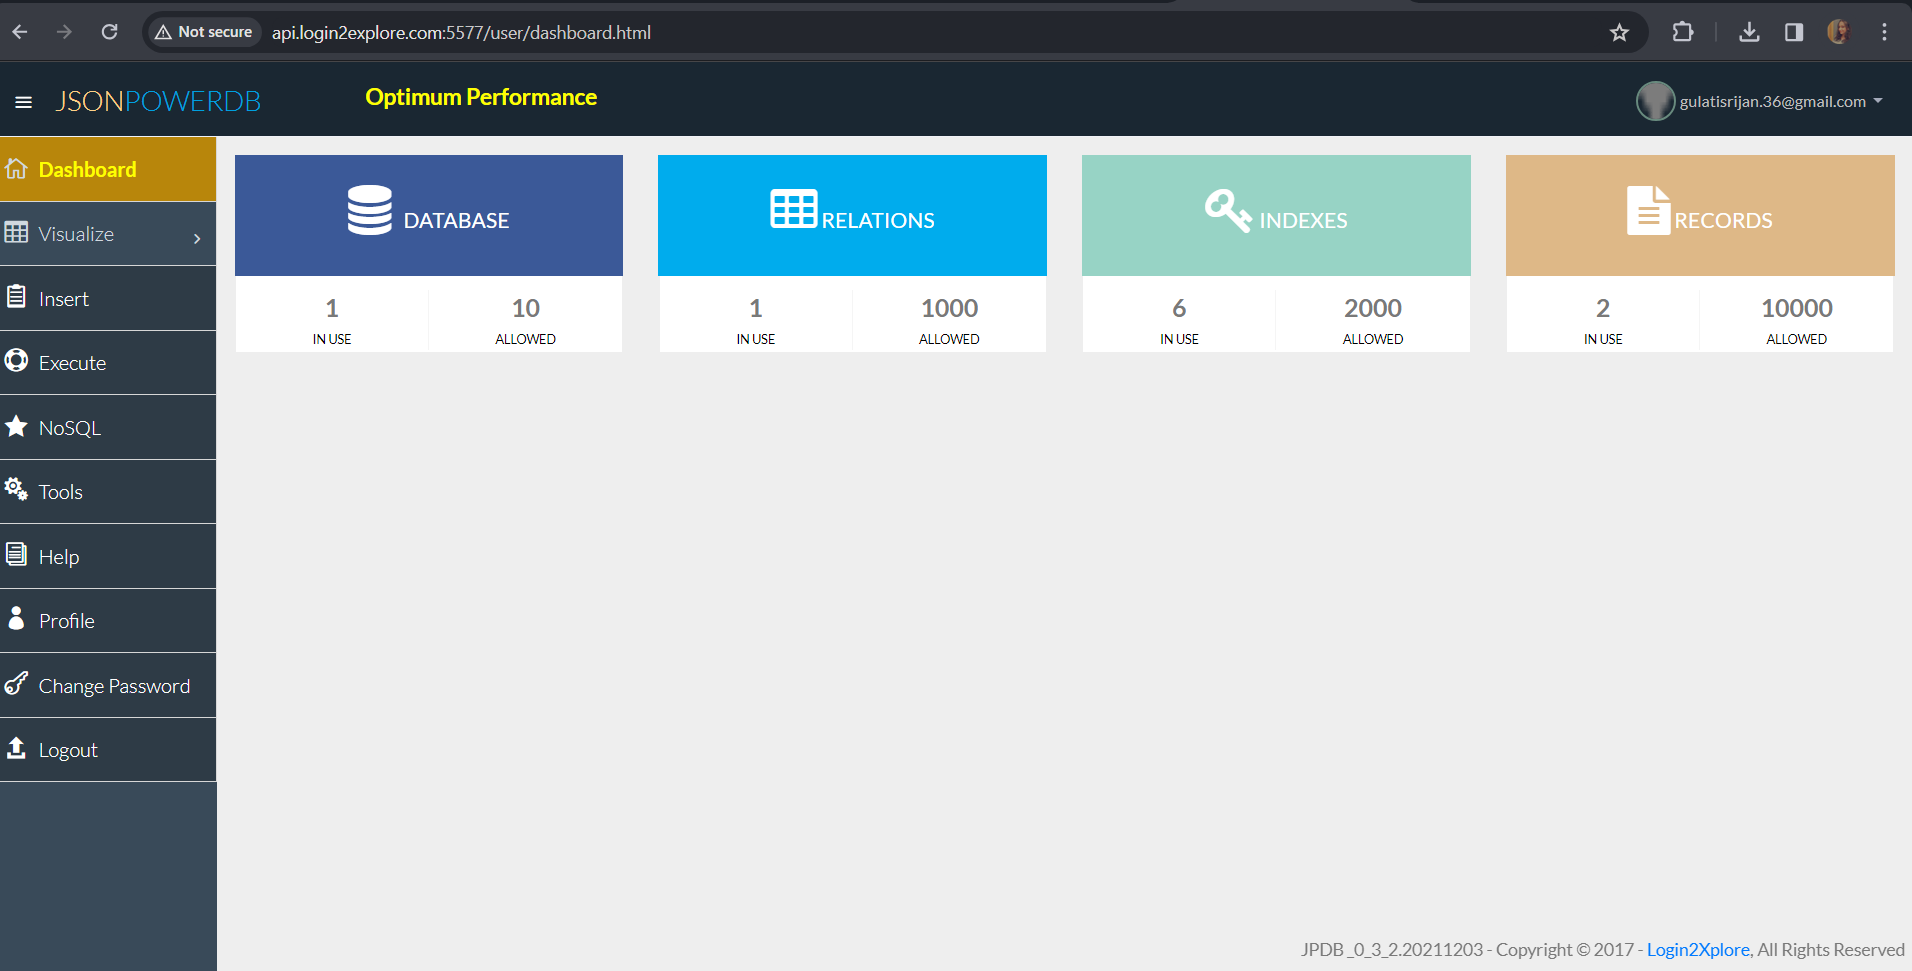 Not secure api.login2explore.com:5577/user/dashboard.html
JSONPOWERDB
Optimum Performance
gulatisrijan.36@gmail.com
Dashboard
Visualize
Insert
Execute
NoSQL
Tools
Help
Profile
Change Password
Logout
DATABASE
1 10
IN USE ALLOWED
RELATIONS
1 1000
IN USE ALLOWED
INDEXES
6 2000
IN USE ALLOWED
RECORDS
2 10000
IN USE ALLOWED
JPDB_0_3_2.20211203 - Copyright © 2017 - Login2Xplore, All Rights Reserved